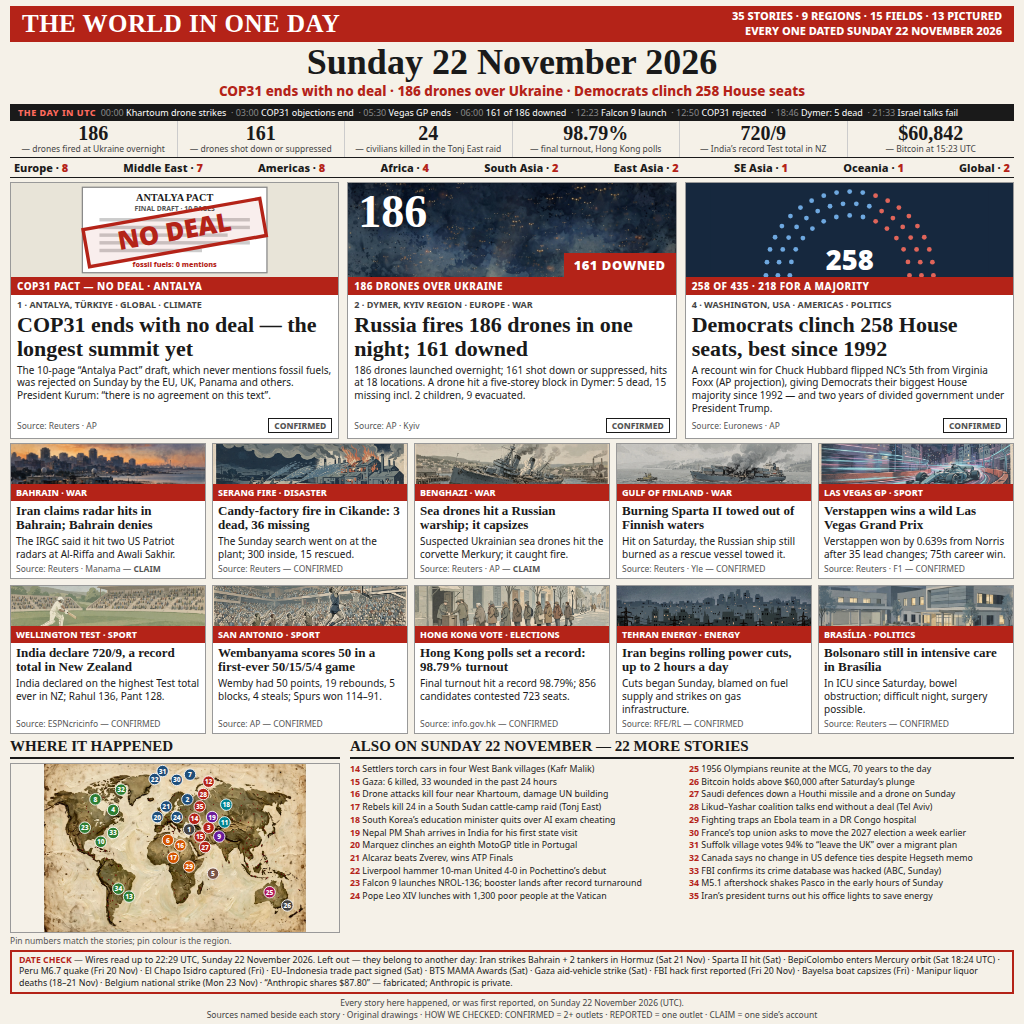 THE WORLD IN ONE DAY
35 STORIES · 9 REGIONS · 15 FIELDS · 13 PICTURED
EVERY ONE DATED SUNDAY 22 NOVEMBER 2026
Sunday 22 November 2026
COP31 ends with no deal · 186 drones over Ukraine · Democrats clinch 258 House seats
THE DAY IN UTC 00:00 Khartoum drone strikes · 03:00 COP31 objections end · 05:30 Vegas GP ends · 06:00 161 of 186 downed · 12:23 Falcon 9 launch · 12:50 COP31 rejected · 18:46 Dymer: 5 dead · 21:33 Israel talks fail
186
— drones fired at Ukraine overnight
161
— drones shot down or suppressed
24
— civilians killed in the Tonj East raid
98.79%
— final turnout, Hong Kong polls
720/9
— India's record Test total in NZ
$60,842
— Bitcoin at 15:23 UTC
Europe · 8 Middle East · 7 Americas · 8 Africa · 4 South Asia · 2 East Asia · 2 SE Asia · 1 Oceania · 1 Global · 2
ANTALYA PACT
FINAL DRAFT · 10
NO DEAL
fossil fuels: 0 mentions
COP31 PACT — NO DEAL · ANTALYA
1 · ANTALYA, TÜRKIYE · GLOBAL · CLIMATE
COP31 ends with no deal — the
longest summit yet
The 10-page “Antalya Pact” draft, which never mentions fossil fuels,
was rejected on Sunday by the EU, UK, Panama and others.
President Kurum: “there is no agreement on this text”.
Source: Reuters · AP
CONFIRMED
186
161 DOWNED
186 DRONES OVER UKRAINE
2 · DYMER, KYIV REGION · EUROPE · WAR
Russia fires 186 drones in one
night; 161 downed
186 drones launched overnight; 161 shot down or suppressed, hits
at 18 locations. A drone hit a five-storey block in Dymer: 5 dead, 15
missing incl. 2 children, 9 evacuated.
Source: AP · Kyiv
CONFIRMED
258
258 OF 435 · 218 FOR A MAJORITY
4 · WASHINGTON, USA · AMERICAS · POLITICS
Democrats clinch 258 House
seats, best since 1992
A recount win for Chuck Hubbard flipped NC's 5th from Virginia
Foxx (AP projection), giving Democrats their biggest House
majority since 1992 — and two years of divided government under
President Trump.
Source: Euronews · AP
CONFIRMED
BAHRAIN · WAR
Iran claims radar hits in
Bahrain; Bahrain denies
The IRGC said it hit two US Patriot
radars at Al-Riffa and Awali Sakhir.
Source: Reuters · Manama — CLAIM
SERANG FIRE · DISASTER
Candy-factory fire in Cikande: 3
dead, 36 missing
The Sunday search went on at the
plant; 300 inside, 15 rescued.
Source: Reuters — CONFIRMED
BENGHAZI · WAR
Sea drones hit a Russian
warship; it capsizes
Suspected Ukrainian sea drones hit the
corvette Merkury; it caught fire.
Source: Reuters · AP — CLAIM
GULF OF FINLAND · WAR
Burning Sparta II towed out of
Finnish waters
Hit on Saturday, the Russian ship still
burned as a rescue vessel towed it.
Source: Reuters · Yle — CONFIRMED
LAS VEGAS GP · SPORT
Verstappen wins a wild Las
Vegas Grand Prix
Verstappen won by 0.639s from Norris
after 35 lead changes; 75th career win.
Source: Reuters · F1 — CONFIRMED
WELLINGTON TEST · SPORT
India declare 720/9, a record
total in New Zealand
India declared on the highest Test total
ever in NZ; Rahul 136, Pant 128.
Source: ESPNcricinfo — CONFIRMED
SAN ANTONIO · SPORT
Wembanyama scores 50 in a
first-ever 50/15/5/4 game
Wemby had 50 points, 19 rebounds, 5
blocks, 4 steals; Spurs won 114–91.
Source: AP — CONFIRMED
HONG KONG VOTE · ELECTIONS
Hong Kong polls set a record:
98.79% turnout
Final turnout hit a record 98.79%; 856
candidates contested 723 seats.
Source: info.gov.hk — CONFIRMED
TEHRAN ENERGY · ENERGY
Iran begins rolling power cuts,
up to 2 hours a day
Cuts began Sunday, blamed on fuel
supply and strikes on gas
infrastructure.
Source: RFE/RL — CONFIRMED
BRASÍLIA · POLITICS
Bolsonaro still in intensive care
in Brasília
In ICU since Saturday, bowel
obstruction; difficult night, surgery
possible.
Source: Reuters — CONFIRMED
WHERE IT HAPPENED
31 22 30 7 12 32 8 4 28 2 21 35 18 20 24 14 19 11 23 33 10 1 3 15 9 6 16 27 17 29 5 34 13 25 26
Pin numbers match the stories; pin colour is the region.
ALSO ON SUNDAY 22 NOVEMBER — 22 MORE STORIES
14 Settlers torch cars in four West Bank villages (Kafr Malik)
15 Gaza: 6 killed, 33 wounded in the past 24 hours
16 Drone attacks kill four near Khartoum, damage UN building
17 Rebels kill 24 in a South Sudan cattle-camp raid (Tonj East)
18 South Korea's education minister quits over AI exam cheating
19 Nepal PM Shah arrives in India for his first state visit
20 Marquez clinches an eighth MotoGP title in Portugal
21 Alcaraz beats Zverev, wins ATP Finals
22 Liverpool hammer 10-man United 4-0 in Pochettino's debut
23 Falcon 9 launches NROL-136; booster lands after record turnaround
24 Pope Leo XIV lunches with 1,300 poor people at the Vatican
25 1956 Olympians reunite at the MCG, 70 years to the day
26 Bitcoin holds above $60,000 after Saturday's plunge
27 Saudi defences down a Houthi missile and a drone on Sunday
28 Likud–Yashar coalition talks end without a deal (Tel Aviv)
29 Fighting traps an Ebola team in a DR Congo hospital
30 France's top union asks to move the 2027 election a week earlier
31 Suffolk village votes 94% to “leave the UK” over a migrant plan
32 Canada says no change in US defence ties despite Hegseth memo
33 FBI confirms its crime database was hacked (ABC, Sunday)
34 M5.1 aftershock shakes Pasco in the early hours of Sunday
35 Iran's president turns out his office lights to save energy
DATE CHECK — Wires read up to 22:29 UTC, Sunday 22 November 2026. Left out — they belong to another day: Iran strikes Bahrain + 2 tankers in Hormuz (Sat 21 Nov) · Sparta II hit (Sat) · BepiColombo enters Mercury orbit (Sat 18:24 UTC) ·
Peru M6.7 quake (Fri 20 Nov) · El Chapo Isidro captured (Fri) · EU–Indonesia trade pact signed (Sat) · BTS MAMA Awards (Sat) · Gaza aid-vehicle strike (Sat) · FBI hack first reported (Fri 20 Nov) · Bayelsa boat capsizes (Fri) · Manipur liquor
deaths (18–21 Nov) · Belgium national strike (Mon 23 Nov) · “Anthropic shares $87.80” — fabricated; Anthropic is private.
Every story here happened, or was first reported, on Sunday 22 November 2026 (UTC).
Sources named beside each story · Original drawings · HOW WE CHECKED: CONFIRMED = 2+ outlets · REPORTED = one outlet · CLAIM = one side's account